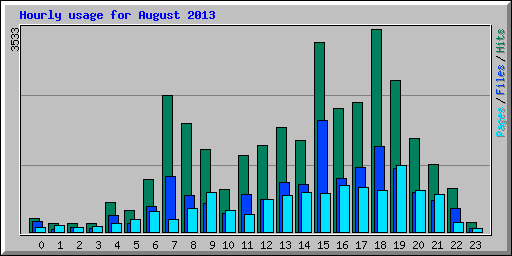 Hourly usage for August 2013
3533
Pages / Files / Hits
0 1 2 3 4 5 6 7 8 9 10 11 12 13 14 15 16 17 18 19 20 21 22 23